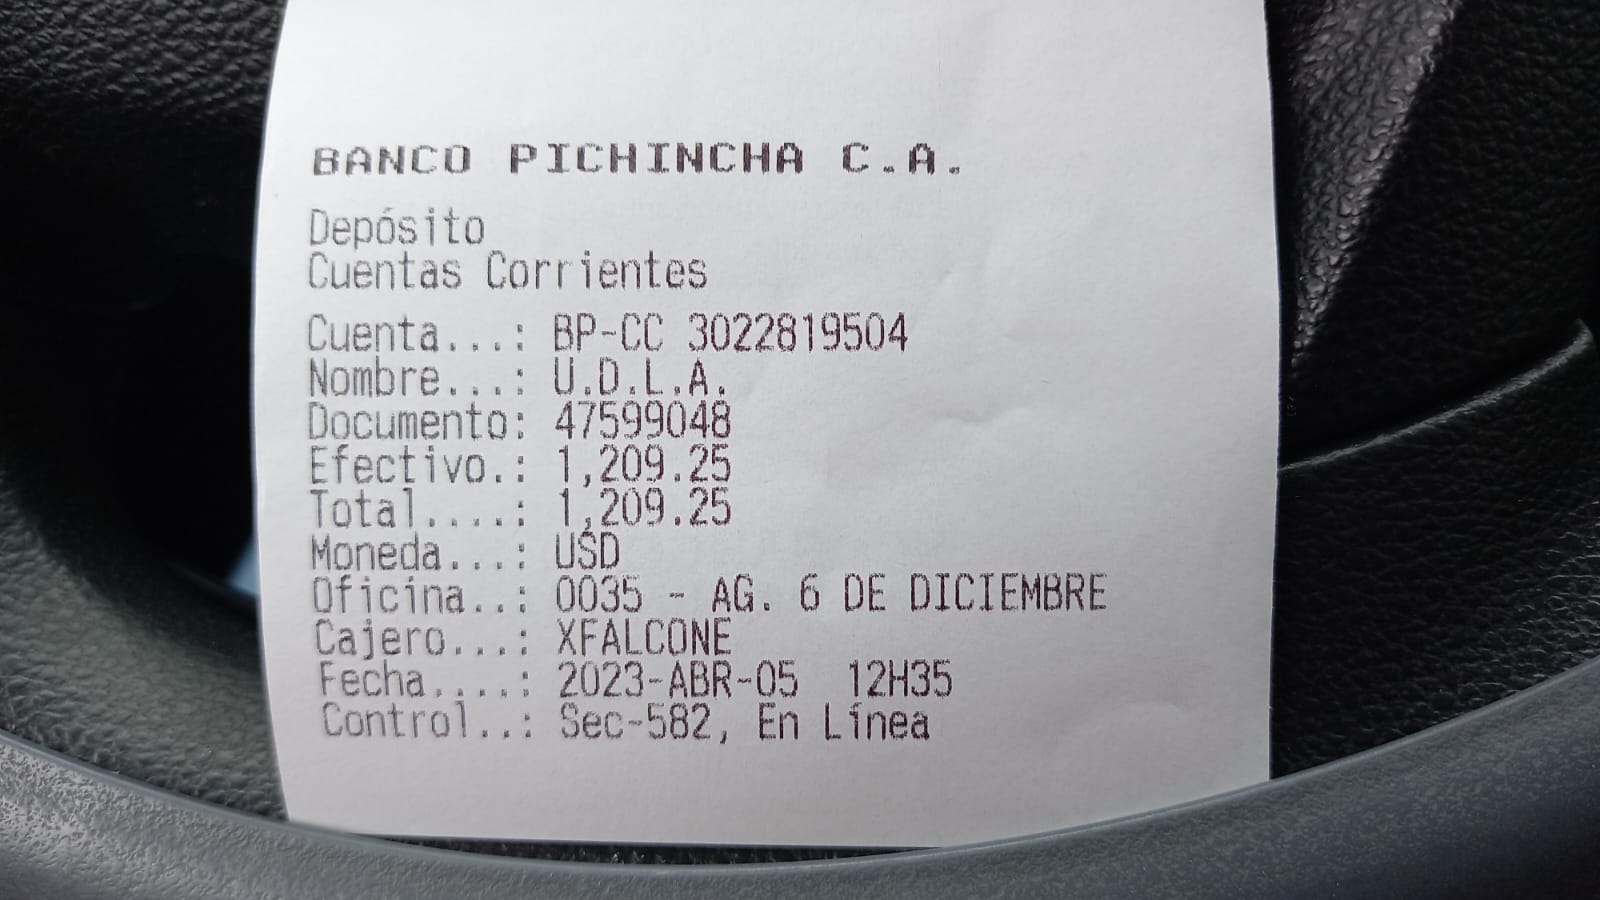 BANCO PICHINCHA C.A.
Depósito
Cuentas Corrientes
Cuenta...: BP-CC 3022819504
Nombre...: U.D.L.A.
Documento: 47599048
Efectivo.: 1,209.25
Total....: 1,209.25
Moneda...: USD
Oficina..: 0035 - AG. 6 DE DICIEMBRE
Cajero...: XFALCONE
Fecha....: 2023-ABR-05 12H35
Control..: Sec-582, En Línea